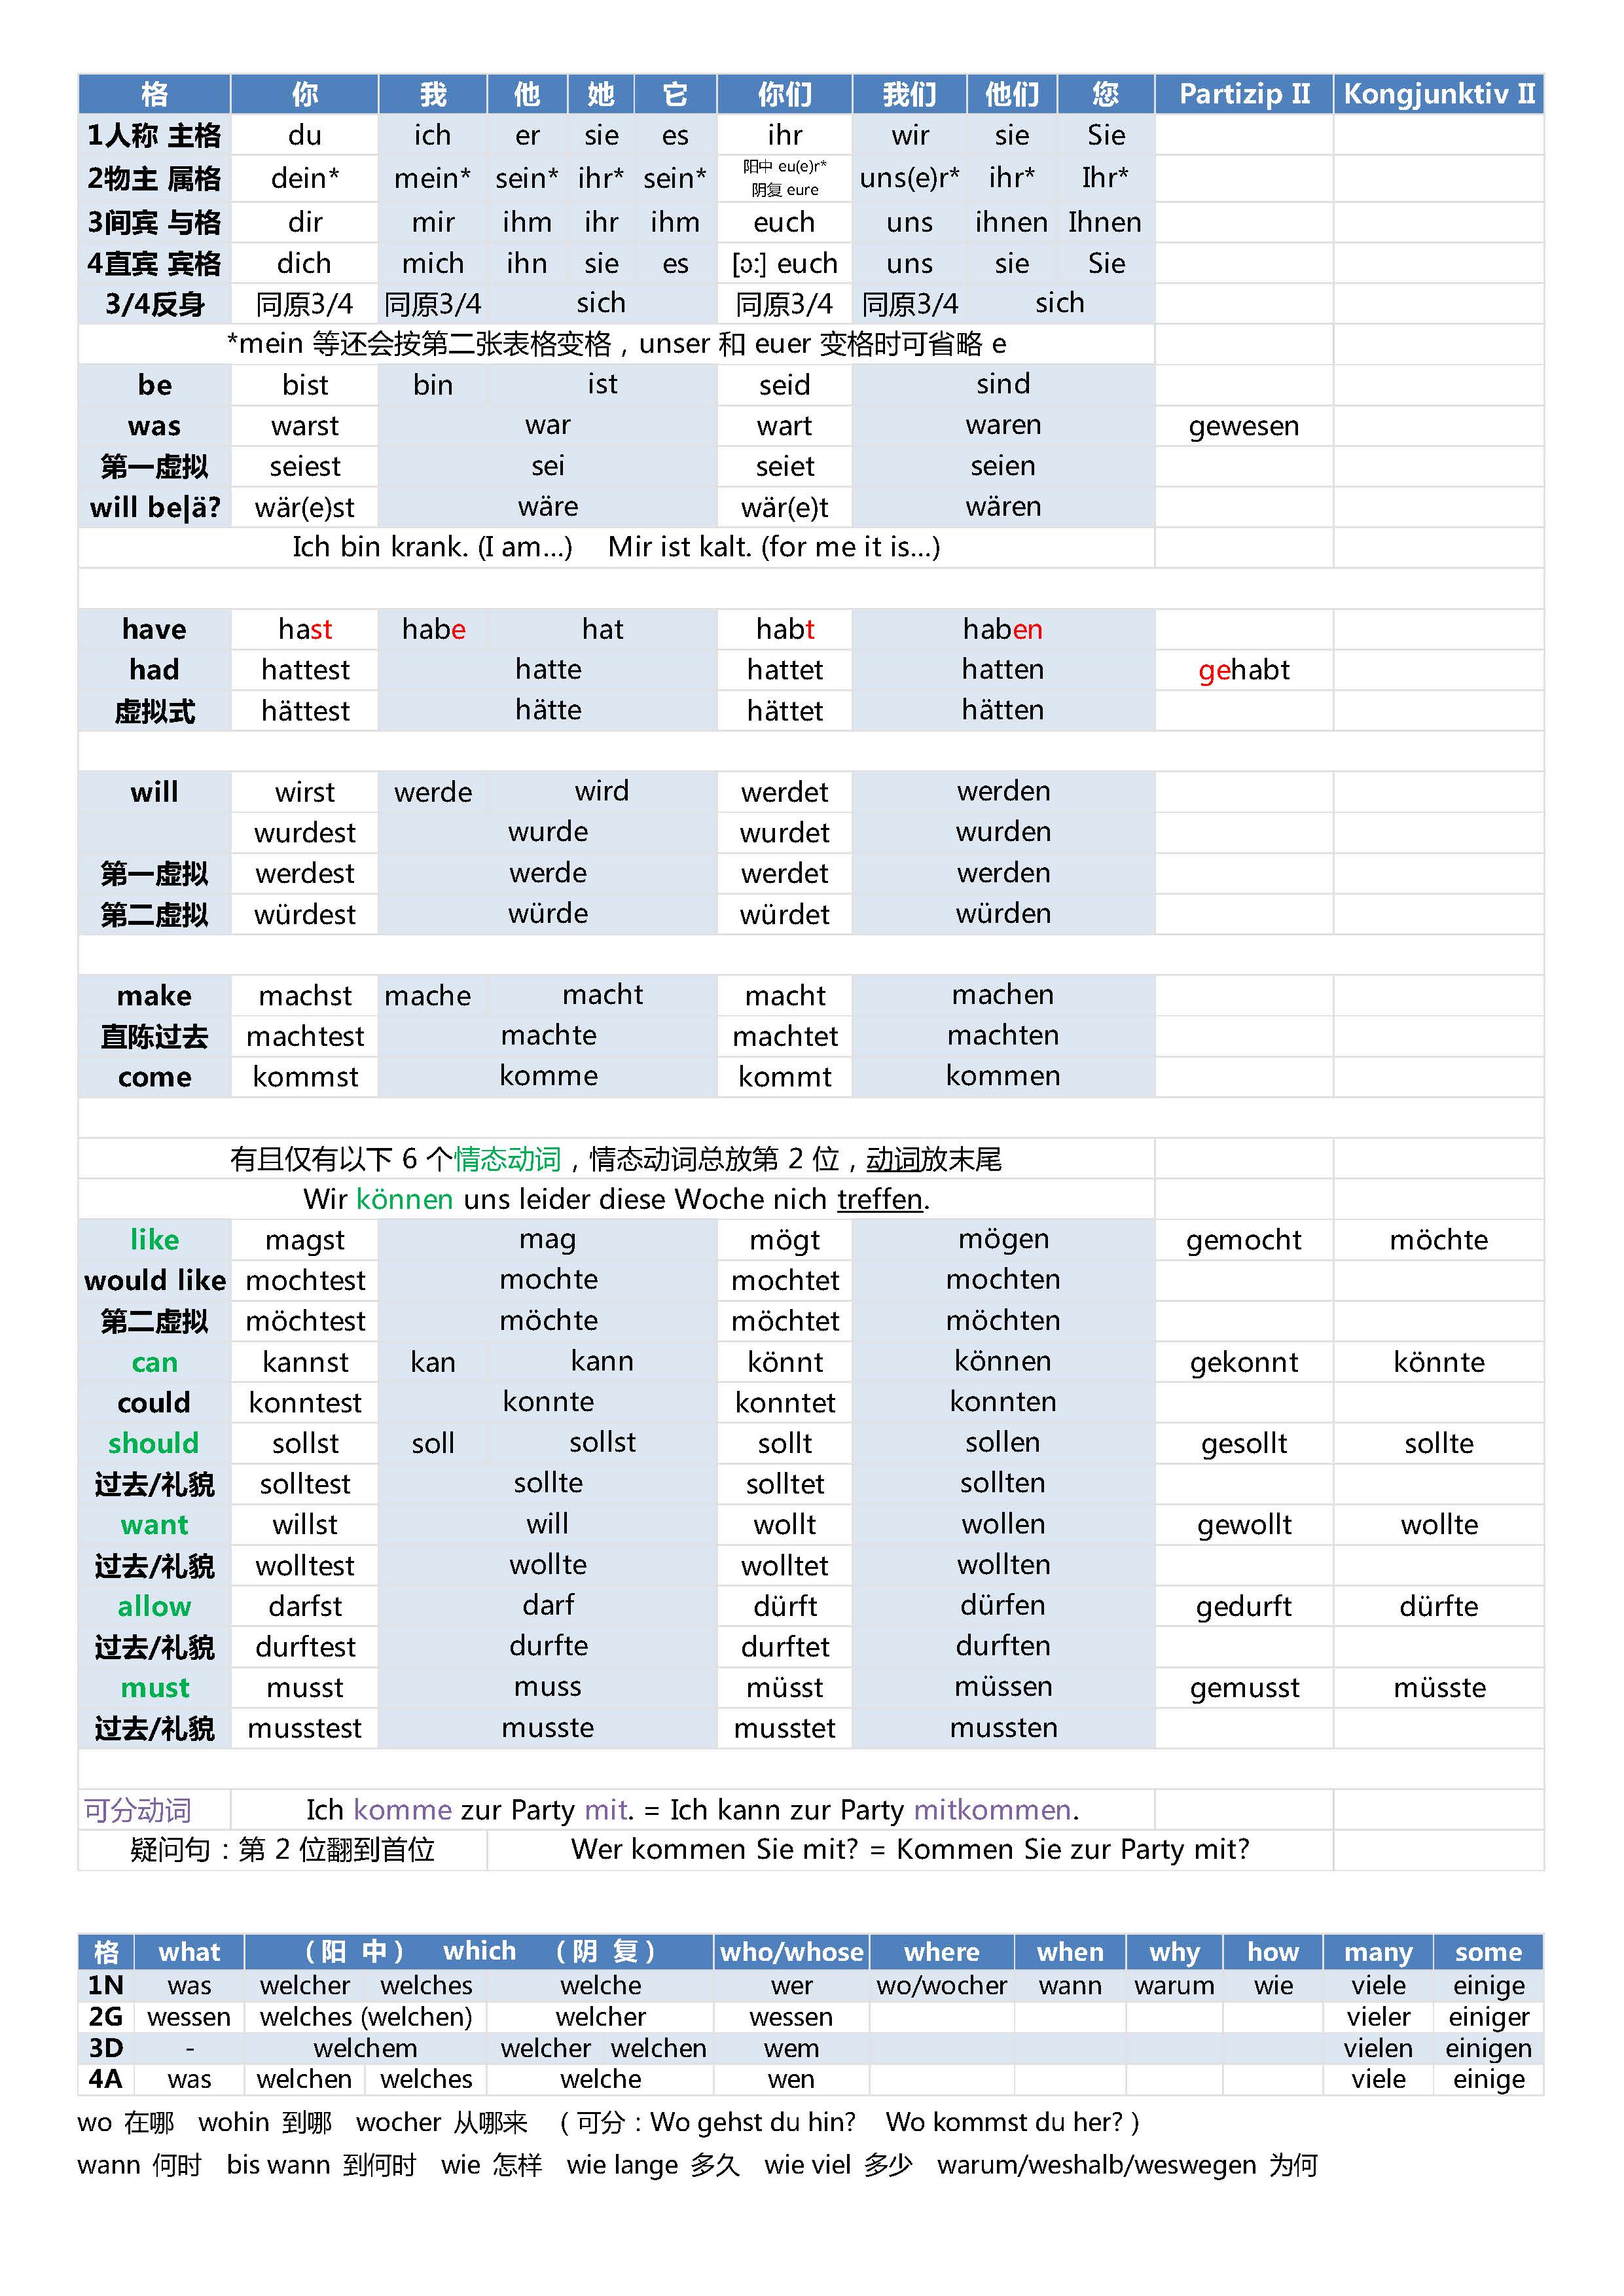 格 你 我 他 她 它 你们 我们 他们 您 Partizip II Kongjunktiv II
1人称 主格 du ich er sie es ihr wir sie Sie
2物主 属格 dein* mein* sein* ihr* sein* 阳中 eu(e)r* 阴复 eure uns(e)r* ihr* Ihr*
3间宾 与格 dir mir ihm ihr ihm euch uns ihnen Ihnen
4直宾 宾格 dich mich ihn sie es [ɔ:] euch uns sie Sie
3/4反身 同原3/4 同原3/4 sich 同原3/4 同原3/4 sich
*mein 等还会按第二张表格变格，unser 和 euer 变格时可省略 e
be bist bin ist seid sind
was warst war wart waren gewesen
第一虚拟 seiest sei seiet seien
will be|ä? wär(e)st wäre wär(e)t wären
Ich bin krank. (I am...) Mir ist kalt. (for me it is...)
have hast habe hat habt haben
had hattest hatte hattet hatten gehabt
虚拟式 hättest hätte hättet hätten
will wirst werde wird werdet werden
wurdest wurde wurdet wurden
第一虚拟 werdest werde werdet werden
第二虚拟 würdest würde würdet würden
make machst mache macht macht machen
直陈过去 machtest machte machtet machten
come kommst komme kommt kommen
有且仅有以下 6 个情态动词，情态动词总放第 2 位，动词放末尾
Wir können uns leider diese Woche nich treffen.
like magst mag mögt mögen gemocht möchte
would like mochtest mochte mochtet mochten
第二虚拟 möchtest möchte möchtet möchten
can kannst kan kann könnt können gekonnt könnte
could konntest konnte konntet konnten
should sollst soll sollst sollt sollen gesollt sollte
过去/礼貌 solltest sollte solltet sollten
want willst will wollt wollen gewollt wollte
过去/礼貌 wolltest wollte wolltet wollten
allow darfst darf dürft dürfen gedurft dürfte
过去/礼貌 durftest durfte durftet durften
must musst muss müsst müssen gemusst müsste
过去/礼貌 musstest musste musstet mussten
可分动词 Ich komme zur Party mit. = Ich kann zur Party mitkommen.
疑问句：第 2 位翻到首位 Wer kommen Sie mit? = Kommen Sie zur Party mit?
格 what （阳 中） which （阴 复） who/whose where when why how many some
1N was welcher welches welche wer wo/wocher wann warum wie viele einige
2G wessen welches (welchen) welcher wessen vieler einiger
3D - welchem welcher welchen wem vielen einigen
4A was welchen welches welche wen viele einige
wo 在哪 wohin 到哪 wocher 从哪来 （可分：Wo gehst du hin? Wo kommst du her?）
wann 何时 bis wann 到何时 wie 怎样 wie lange 多久 wie viel 多少 warum/weshalb/weswegen 为何